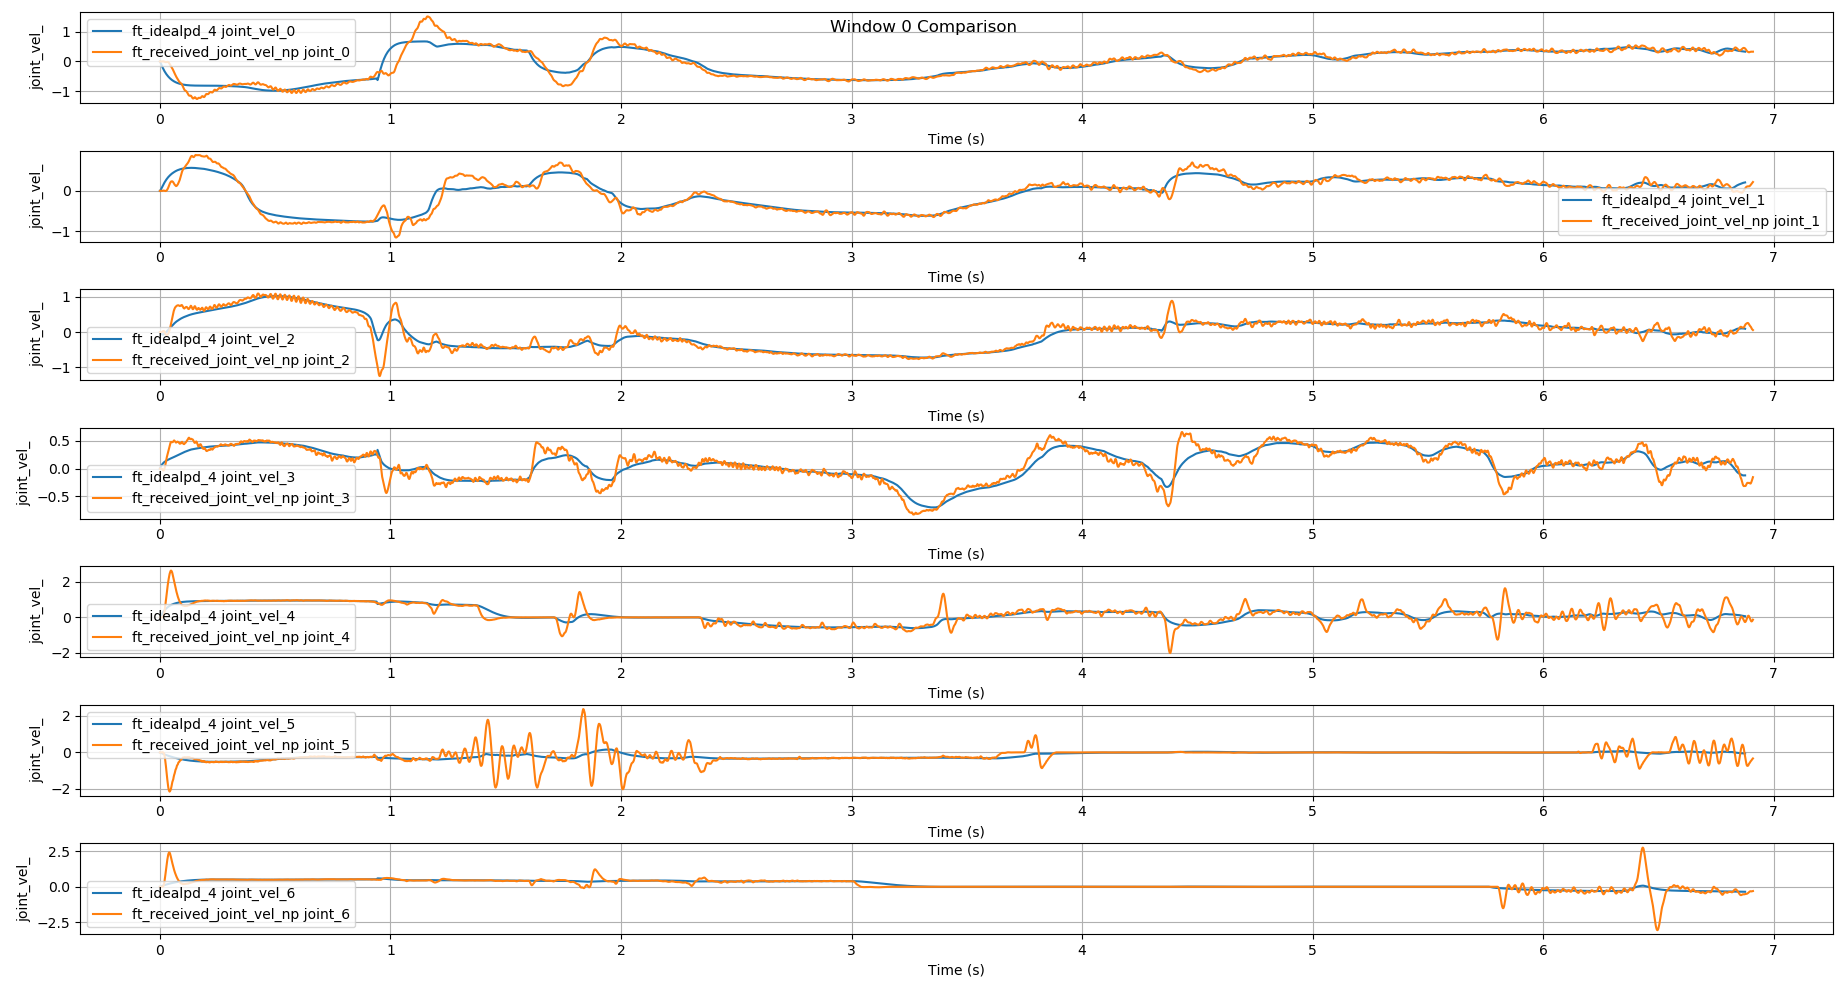 Window 0 Comparison
joint_vel_
1
0
−1
ft_idealpd_4 joint_vel_0
ft_received_joint_vel_np joint_0
0 1 2 3 4 5 6 7
Time (s)
joint_vel_
0
−1
ft_idealpd_4 joint_vel_1
ft_received_joint_vel_np joint_1
0 1 2 3 4 5 6 7
Time (s)
joint_vel_
1
0
−1
ft_idealpd_4 joint_vel_2
ft_received_joint_vel_np joint_2
0 1 2 3 4 5 6 7
Time (s)
joint_vel_
0.5
0.0
−0.5
ft_idealpd_4 joint_vel_3
ft_received_joint_vel_np joint_3
0 1 2 3 4 5 6 7
Time (s)
joint_vel_
2
0
−2
ft_idealpd_4 joint_vel_4
ft_received_joint_vel_np joint_4
0 1 2 3 4 5 6 7
Time (s)
joint_vel_
2
0
−2
ft_idealpd_4 joint_vel_5
ft_received_joint_vel_np joint_5
0 1 2 3 4 5 6 7
Time (s)
joint_vel_
2.5
0.0
−2.5
ft_idealpd_4 joint_vel_6
ft_received_joint_vel_np joint_6
0 1 2 3 4 5 6 7
Time (s)